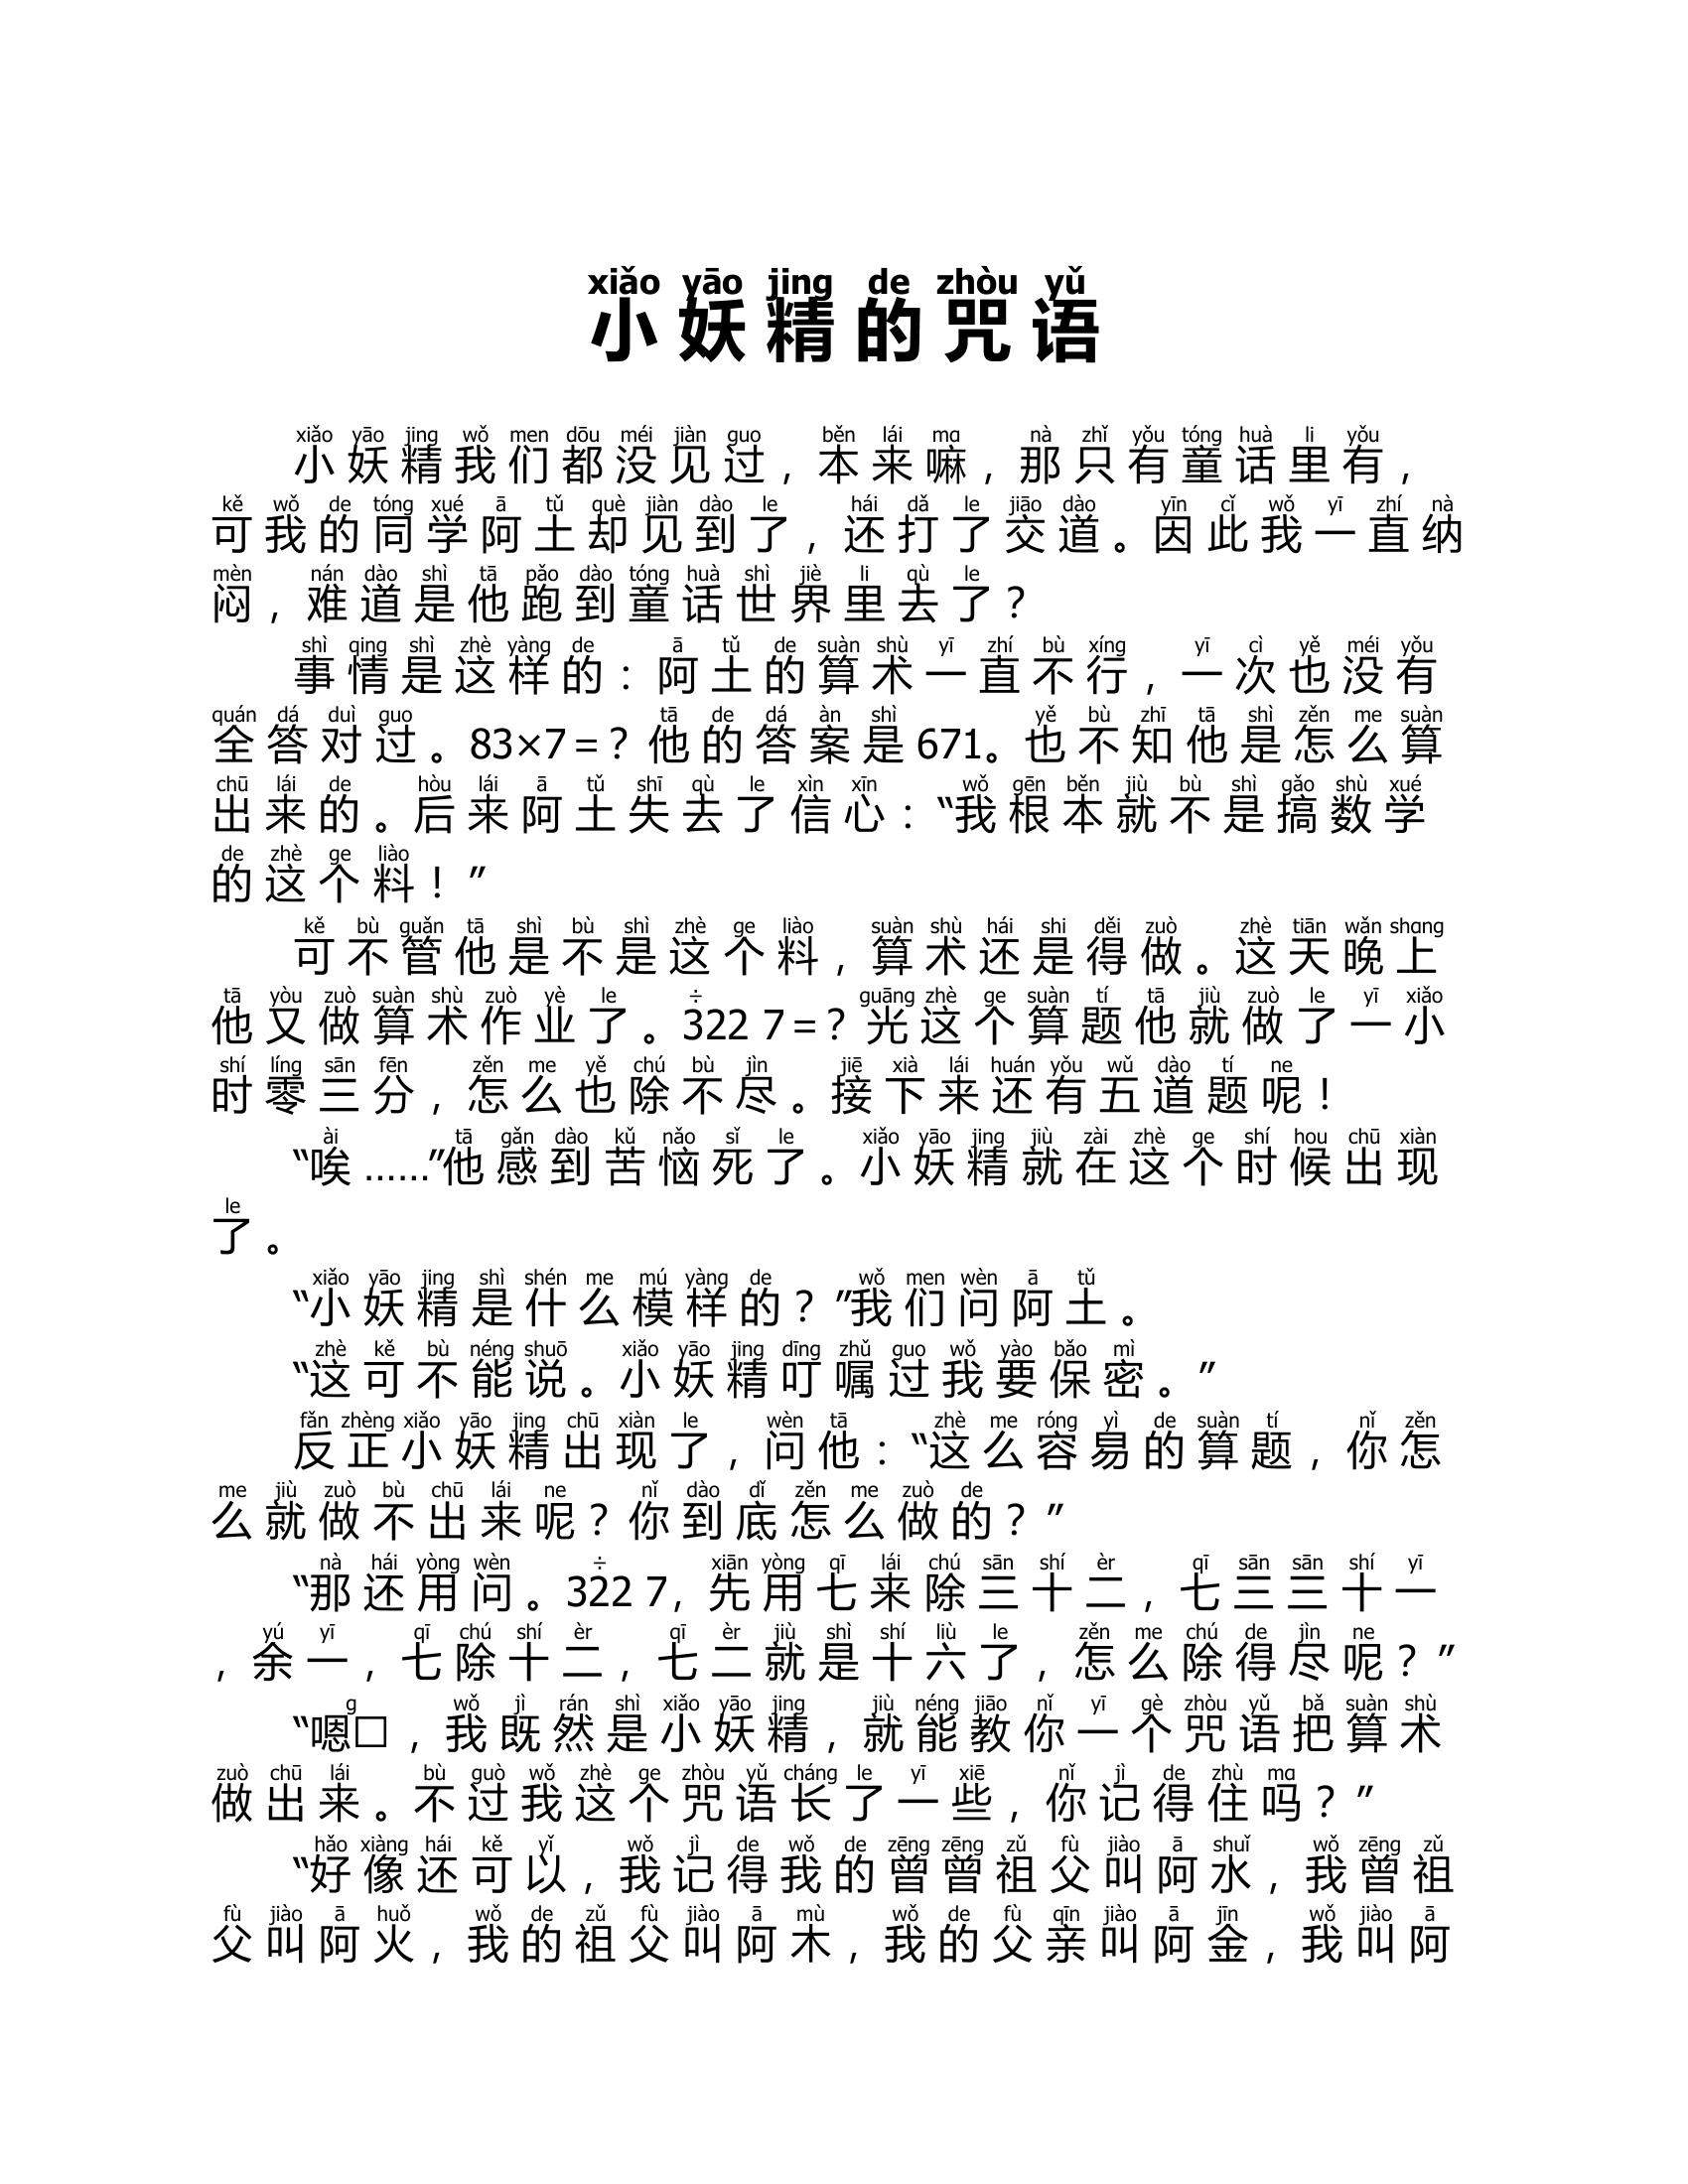 xiǎo yāo jing de zhòu yǔ
小妖精的咒语
xiǎo yāo jing wǒ men dōu méi jiàn guo běn lái ma nà zhǐ yǒu tóng huà li yǒu
小妖精我们都没见过，本来嘛，那只有童话里有，
kě wǒ de tóng xué ā tǔ què jiàn dào le hái dǎ le jiāo dào yīn cǐ wǒ yī zhí nà
可我的同学阿土却见到了，还打了交道。因此我一直纳
mèn nán dào shì tā pǎo dào tóng huà shì jiè li qù le
闷，难道是他跑到童话世界里去了？
shì qing shì zhè yàng de ā tǔ de suàn shù yī zhí bù xíng yī cì yě méi yǒu
事情是这样的：阿土的算术一直不行，一次也没有
quán dá duì guo tā de dá àn shì yě bù zhī tā shì zěn me suàn
全答对过。83×7=？他的答案是671。也不知他是怎么算
chū lái de hòu lái ā tǔ shī qù le xìn xīn wǒ gēn běn jiù bù shì gǎo shù xué
出来的。后来阿土失去了信心：“我根本就不是搞数学
de zhè ge liào
的这个料！”
kě bù guǎn tā shì bù shì zhè ge liào suàn shù hái shi děi zuò zhè tiān wǎn shang
可不管他是不是这个料，算术还是得做。这天晚上
tā yòu zuò suàn shù zuò yè le ÷ guāng zhè ge suàn tí tā jiù zuò le yī xiǎo
他又做算术作业了。322 7=？光这个算题他就做了一小
shí líng sān fēn zěn me yě chú bù jìn jiē xià lái huán yǒu wǔ dào tí ne
时零三分，怎么也除不尽。接下来还有五道题呢！
ài tā gǎn dào kǔ nǎo sǐ le xiǎo yāo jing jiù zài zhè ge shí hou chū xiàn
“唉……”他感到苦恼死了。小妖精就在这个时候出现
le
了。
xiǎo yāo jing shì shén me mú yàng de wǒ men wèn ā tǔ
“小妖精是什么模样的？”我们问阿土。
zhè kě bù néng shuō xiǎo yāo jing dīng zhǔ guo wǒ yào bǎo mì
“这可不能说。小妖精叮嘱过我要保密。”
fǎn zhèng xiǎo yāo jing chū xiàn le wèn tā zhè me róng yì de suàn tí nǐ zěn
反正小妖精出现了，问他：“这么容易的算题，你怎
me jiù zuò bù chū lái ne nǐ dào dǐ zěn me zuò de
么就做不出来呢？你到底怎么做的？”
nà hái yòng wèn ÷ xiān yòng qī lái chú sān shí èr qī sān sān shí yī
“那还用问。322 7，先用七来除三十二，七三三十一
yú yī qī chú shí èr qī èr jiù shì shí liù le zěn me chú de jìn ne
，余一，七除十二，七二就是十六了，怎么除得尽呢？”
g wǒ jì rán shì xiǎo yāo jing jiù néng jiāo nǐ yī gè zhòu yǔ bǎ suàn shù
“嗯□，我既然是小妖精，就能教你一个咒语把算术
zuò chū lái bù guò wǒ zhè ge zhòu yǔ cháng le yī xiē nǐ jì de zhù ma
做出来。不过我这个咒语长了一些，你记得住吗？”
hǎo xiàng hái kě yǐ wǒ jì de wǒ de zēng zēng zǔ fù jiào ā shuǐ wǒ zēng zǔ
“好像还可以，我记得我的曾曾祖父叫阿水，我曾祖
fù jiào ā huǒ wǒ de zǔ fù jiào ā mù wǒ de fù qīn jiào ā jīn wǒ jiào ā
父叫阿火，我的祖父叫阿木，我的父亲叫阿金，我叫阿